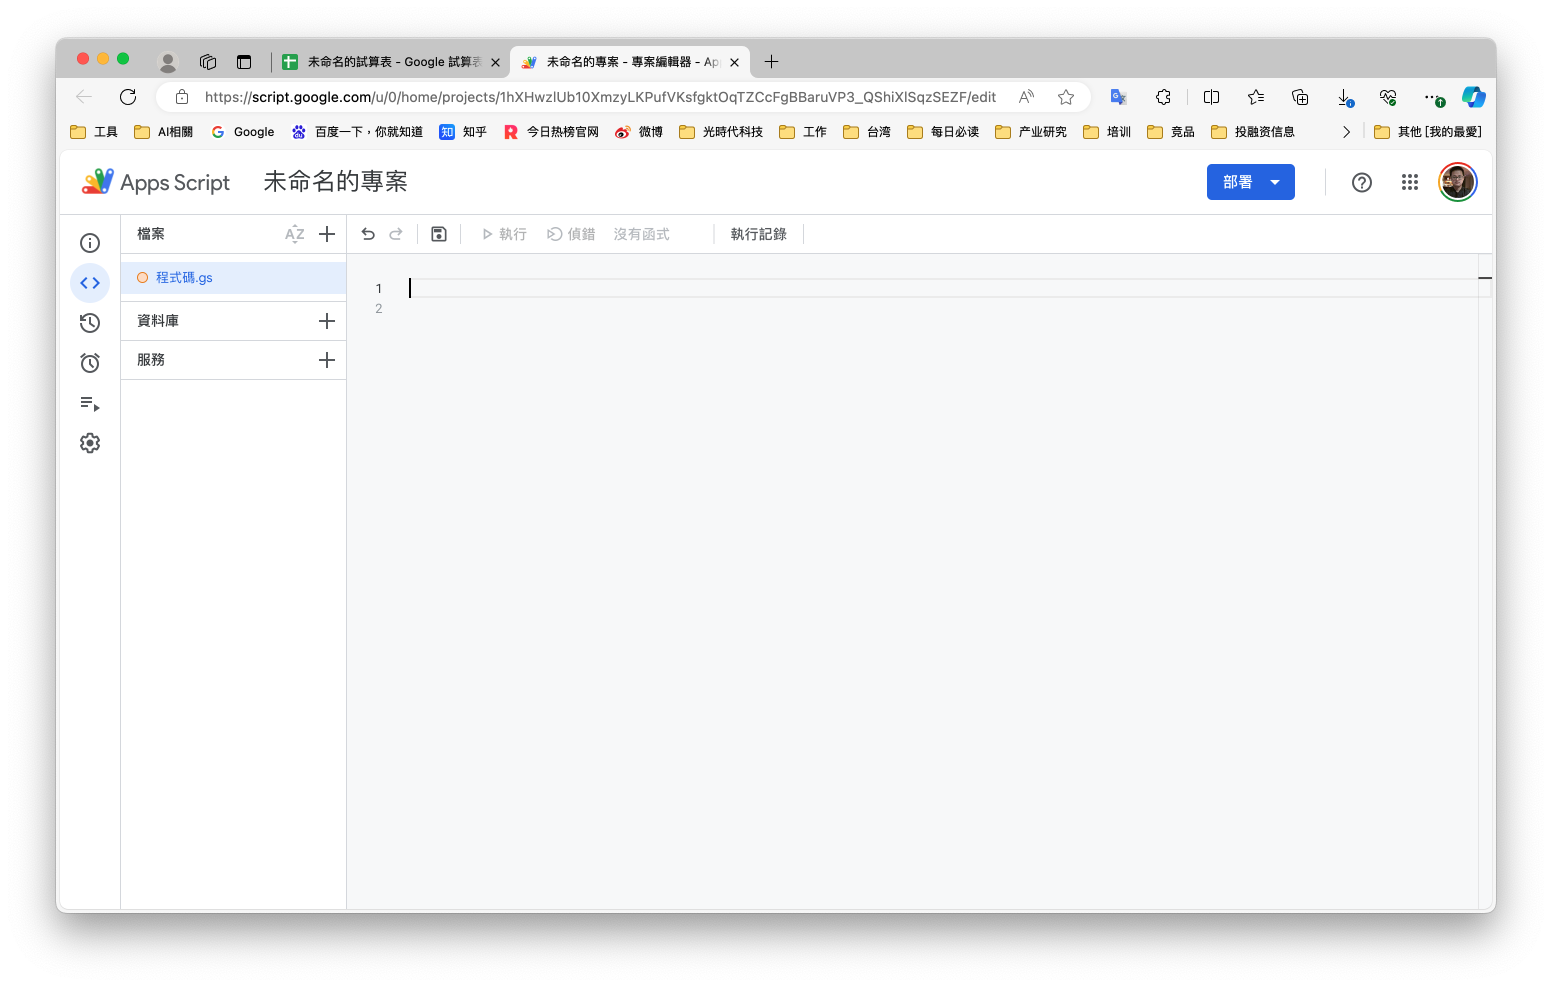 未命名的試算表 - Google 試算表
未命名的專案 - 專案編輯器 - Ap
https://script.google.com/u/0/home/projects/1hXHwzlUb10XmzyLKPufVKsfgktOqTZCcFgBBaruVP3_QShiXlSqzSEZF/edit
工具 AI相關 Google 百度一下,你就知道 知 知乎 R 今日热榜官网 微博 光時代科技 工作 台湾 每日必读 产业研究 培训 竞品 投融资信息 其他 [我的最愛]
Apps Script 未命名的專案 部署
檔案 AZ 執行 偵錯 沒有函式 執行記錄
程式碼.gs
1
2
資料庫
服務